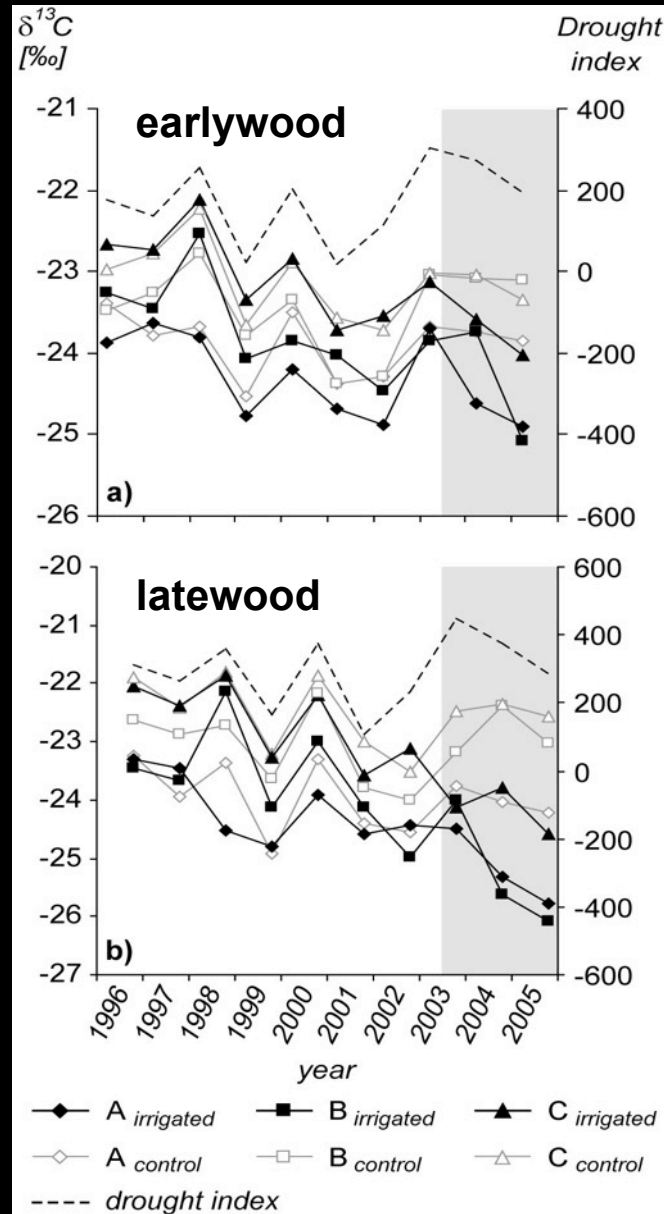 δ¹³C
[‰]
Drought
index
earlywood
-21
-22
-23
-24
-25
-26
400
200
0
-200
-400
-600
a)
latewood
-20
-21
-22
-23
-24
-25
-26
-27
600
400
200
0
-200
-400
-600
b)
1996 1997 1998 1999 2000 2001 2002 2003 2004 2005
year
A irrigated B irrigated C irrigated
A control B control C control
drought index